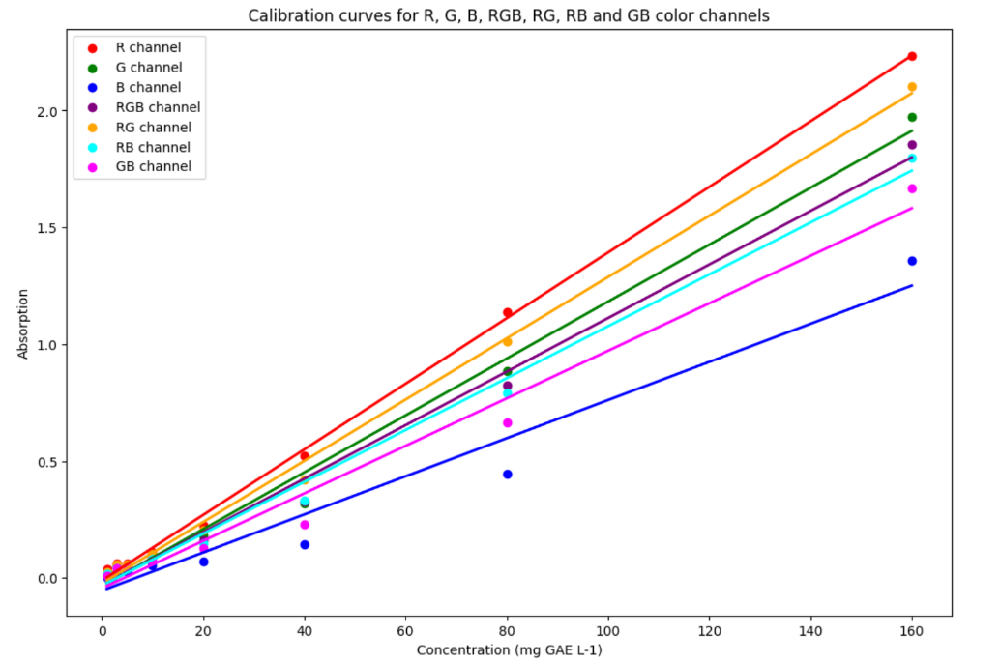 Calibration curves for R, G, B, RGB, RG, RB and GB color channels
R channel
G channel
B channel
RGB channel
RG channel
RB channel
GB channel
2.0
1.5
1.0
0.5
0.0
Absorption
0 20 40 60 80 100 120 140 160
Concentration (mg GAE L-1)